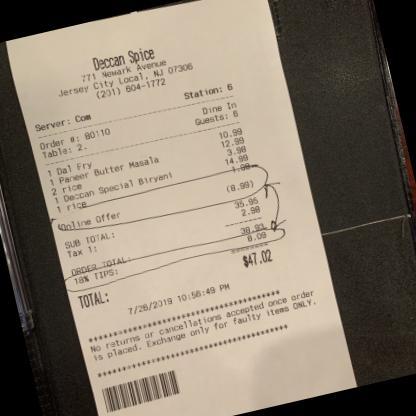 Deccan Spice
771 Newark Avenue
Jersey City Local, NJ 07306
(201) 604-1772
Server: Com Station: 6
Order #: B0110 Dine In
Table: 2. Guests: 6
1 Dal Fry 10.99
1 Paneer Butter Masala 12.99
2 rice 3.98
1 Deccan Special Biryani 14.99
1 rice 1.99
Online Offer (8.99)
SUB TOTAL: 35.95
Tax 1: 2.98
ORDER TOTAL: 38.93
18% TIPS: 8.09
TOTAL: $47.02
7/26/2019 10:56:49 PM
************************************
No returns or cancellations accepted once order
is placed. Exchange only for faulty items ONLY.
************************************